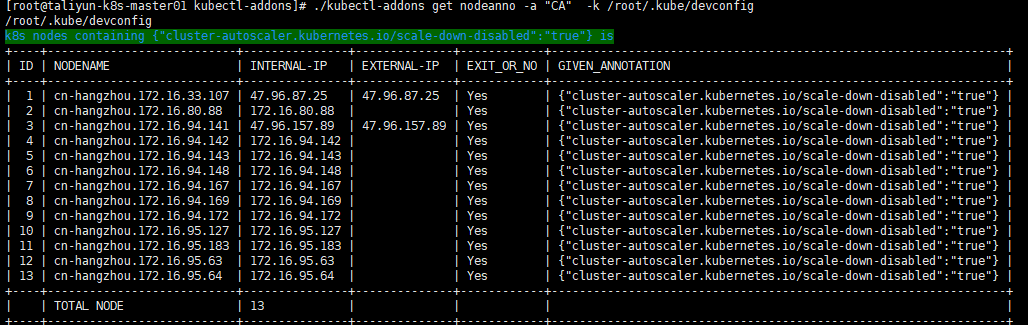 [root@taliyun-k8s-master01 kubectl-addons]# ./kubectl-addons get nodeanno -a "CA"  -k /root/.kube/devconfig
/root/.kube/devconfig
k8s nodes containing {"cluster-autoscaler.kubernetes.io/scale-down-disabled":"true"} is
| ID | NODENAME | INTERNAL-IP | EXTERNAL-IP | EXIT_OR_NO | GIVEN_ANNOTATION |
| 1 | cn-hangzhou.172.16.33.107 | 47.96.87.25 | 47.96.87.25 | Yes | {"cluster-autoscaler.kubernetes.io/scale-down-disabled":"true"} |
| 2 | cn-hangzhou.172.16.80.88 | 172.16.80.88 | | Yes | {"cluster-autoscaler.kubernetes.io/scale-down-disabled":"true"} |
| 3 | cn-hangzhou.172.16.94.141 | 47.96.157.89 | 47.96.157.89 | Yes | {"cluster-autoscaler.kubernetes.io/scale-down-disabled":"true"} |
| 4 | cn-hangzhou.172.16.94.142 | 172.16.94.142 | | Yes | {"cluster-autoscaler.kubernetes.io/scale-down-disabled":"true"} |
| 5 | cn-hangzhou.172.16.94.143 | 172.16.94.143 | | Yes | {"cluster-autoscaler.kubernetes.io/scale-down-disabled":"true"} |
| 6 | cn-hangzhou.172.16.94.148 | 172.16.94.148 | | Yes | {"cluster-autoscaler.kubernetes.io/scale-down-disabled":"true"} |
| 7 | cn-hangzhou.172.16.94.167 | 172.16.94.167 | | Yes | {"cluster-autoscaler.kubernetes.io/scale-down-disabled":"true"} |
| 8 | cn-hangzhou.172.16.94.169 | 172.16.94.169 | | Yes | {"cluster-autoscaler.kubernetes.io/scale-down-disabled":"true"} |
| 9 | cn-hangzhou.172.16.94.172 | 172.16.94.172 | | Yes | {"cluster-autoscaler.kubernetes.io/scale-down-disabled":"true"} |
| 10 | cn-hangzhou.172.16.95.127 | 172.16.95.127 | | Yes | {"cluster-autoscaler.kubernetes.io/scale-down-disabled":"true"} |
| 11 | cn-hangzhou.172.16.95.183 | 172.16.95.183 | | Yes | {"cluster-autoscaler.kubernetes.io/scale-down-disabled":"true"} |
| 12 | cn-hangzhou.172.16.95.63 | 172.16.95.63 | | Yes | {"cluster-autoscaler.kubernetes.io/scale-down-disabled":"true"} |
| 13 | cn-hangzhou.172.16.95.64 | 172.16.95.64 | | Yes | {"cluster-autoscaler.kubernetes.io/scale-down-disabled":"true"} |
| | TOTAL NODE | 13 | | | |